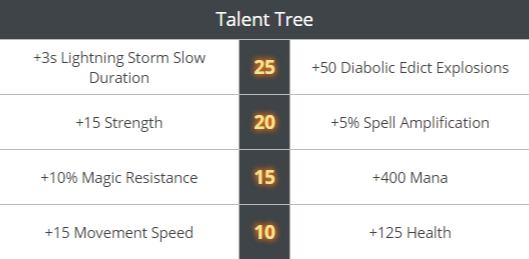 Talent Tree
+3s Lightning Storm Slow
Duration
25
+50 Diabolic Edict Explosions
+15 Strength
20
+5% Spell Amplification
+10% Magic Resistance
15
+400 Mana
+15 Movement Speed
10
+125 Health